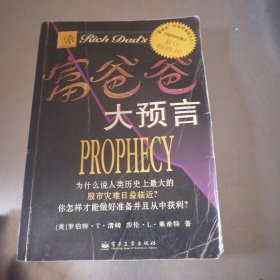 Rich Dad's
富爸爸
大预言
PROPHECY
为什么说人类历史上最大的
股市灾难日益临近?
你怎样才能做好准备并且从中获利?
[美]罗伯特·T·清崎 莎伦·L·莱希特 著
电子工业出版社